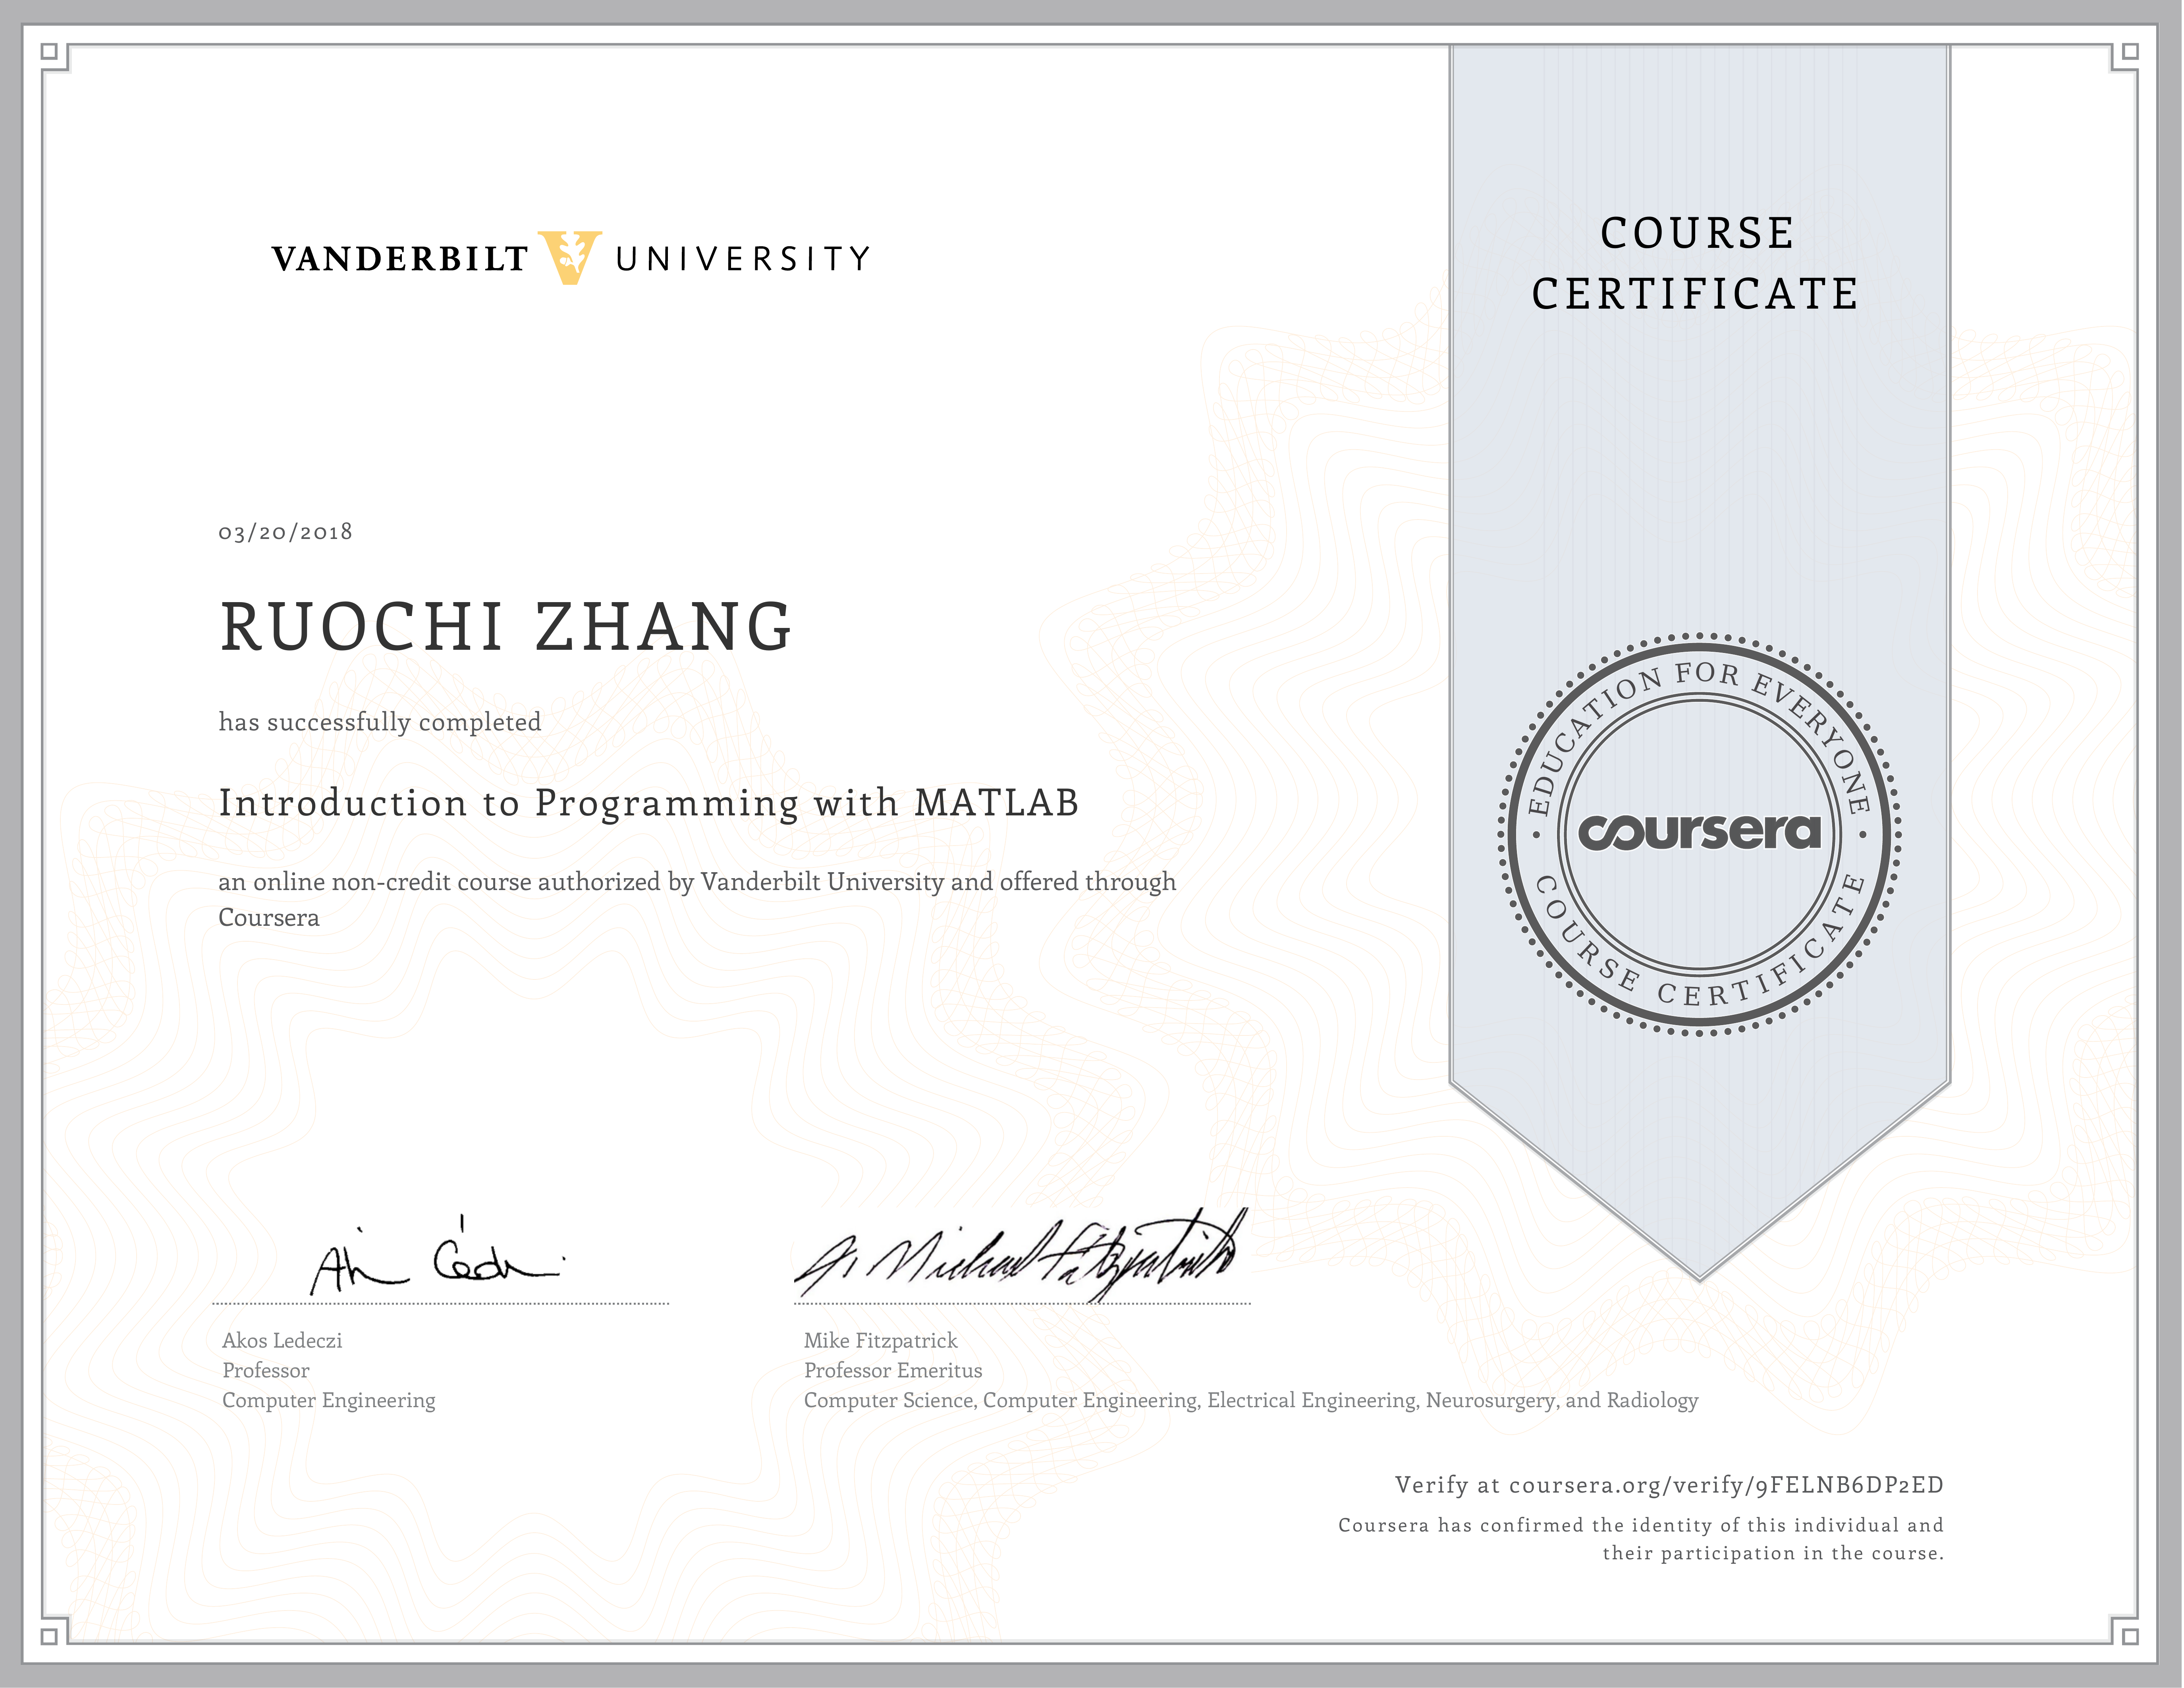 VANDERBILT UNIVERSITY
COURSE
CERTIFICATE
03/20/2018
RUOCHI ZHANG
has successfully completed
Introduction to Programming with MATLAB
an online non-credit course authorized by Vanderbilt University and offered through
Coursera
EDUCATION FOR EVERYONE
coursera
COURSE CERTIFICATE
J. Michael Fitzpatrick
Akos Ledeczi
Professor
Computer Engineering
Mike Fitzpatrick
Professor Emeritus
Computer Science, Computer Engineering, Electrical Engineering, Neurosurgery, and Radiology
Verify at coursera.org/verify/9FELNB6DP2ED
Coursera has confirmed the identity of this individual and
their participation in the course.